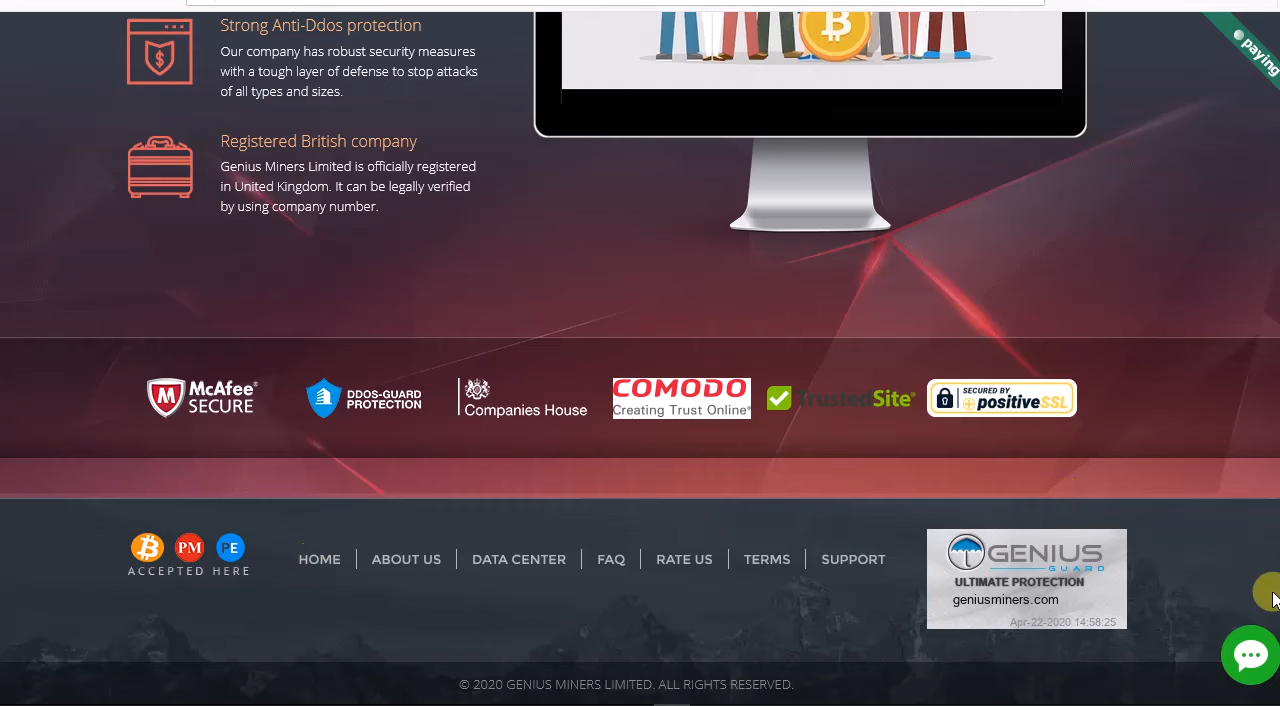 Strong Anti-Ddos protection
Our company has robust security measures
with a tough layer of defense to stop attacks
of all types and sizes.
paying
Registered British company
Genius Miners Limited is officially registered
in United Kingdom. It can be legally verified
by using company number.
McAfee®
SECURE
DDOS-GUARD
PROTECTION
Companies House
COMODO
Creating Trust Online®
TrustedSite®
SECURED BY
positiveSSL
PM
PE
ACCEPTED HERE
HOME
ABOUT US
DATA CENTER
FAQ
RATE US
TERMS
SUPPORT
GENIUS
GUARD
ULTIMATE PROTECTION
geniusminers.com
Apr-22-2020 14:58:25
© 2020 GENIUS MINERS LIMITED. ALL RIGHTS RESERVED.